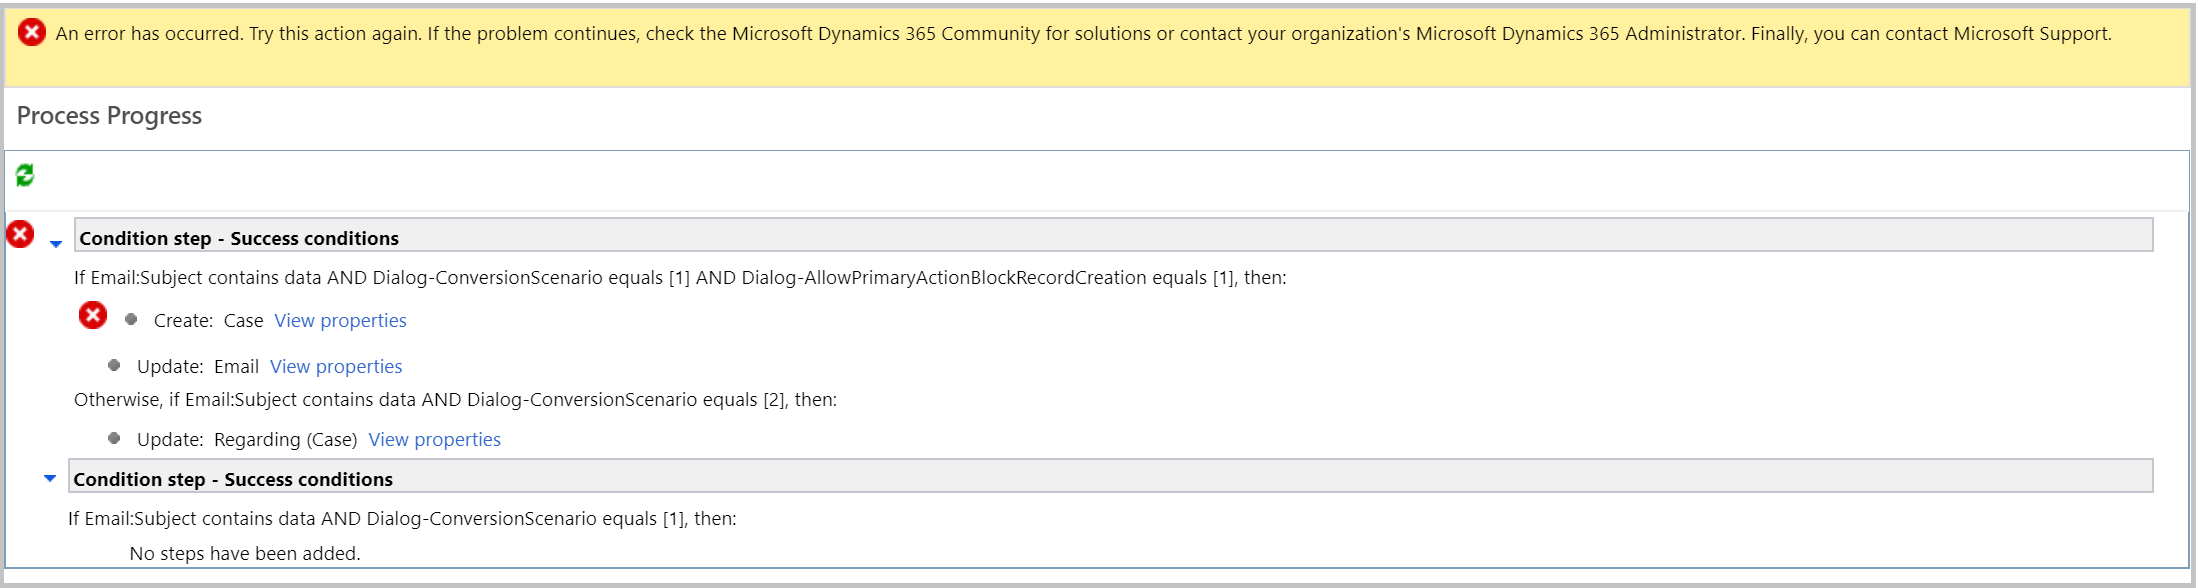 An error has occurred. Try this action again. If the problem continues, check the Microsoft Dynamics 365 Community for solutions or contact your organization's Microsoft Dynamics 365 Administrator. Finally, you can contact Microsoft Support.
Process Progress
Condition step - Success conditions
If Email:Subject contains data AND Dialog-ConversionScenario equals [1] AND Dialog-AllowPrimaryActionBlockRecordCreation equals [1], then:
Create: Case View properties
Update: Email View properties
Otherwise, if Email:Subject contains data AND Dialog-ConversionScenario equals [2], then:
Update: Regarding (Case) View properties
Condition step - Success conditions
If Email:Subject contains data AND Dialog-ConversionScenario equals [1], then:
No steps have been added.